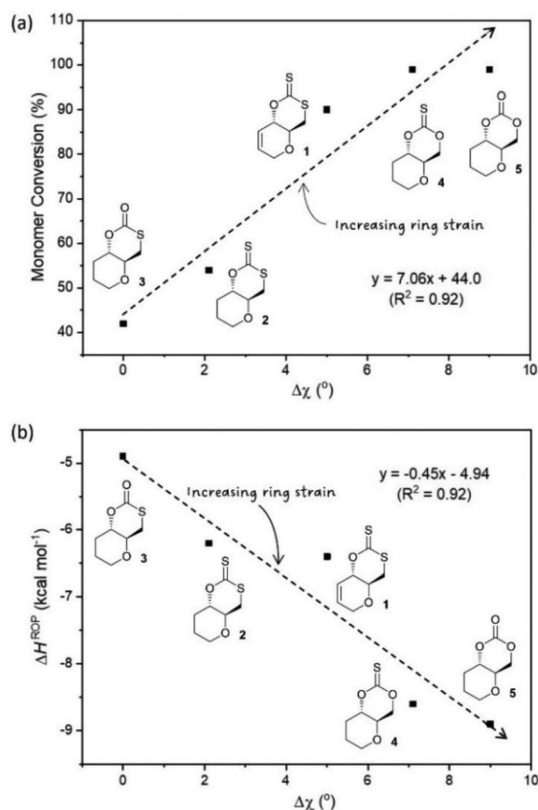 (a)
110
100
90
80
70
60
50
40
Monomer Conversion (%)
S
O
S
O
1
S
O
O
O
4
O
O
O
O
5
O
O
S
O
3
S
O
S
O
2
Increasing ring strain
y = 7.06x + 44.0
(R² = 0.92)
0 2 4 6 8 10
Δχ (°)
(b)
-5
-6
-7
-8
-9
ΔHᴿᴼᴾ (kcal mol⁻¹)
y = -0.45x - 4.94
(R² = 0.92)
Increasing ring strain
O
O
S
O
3
S
O
S
O
2
S
O
S
O
1
S
O
O
O
4
O
O
O
O
5
0 2 4 6 8 10
Δχ (°)